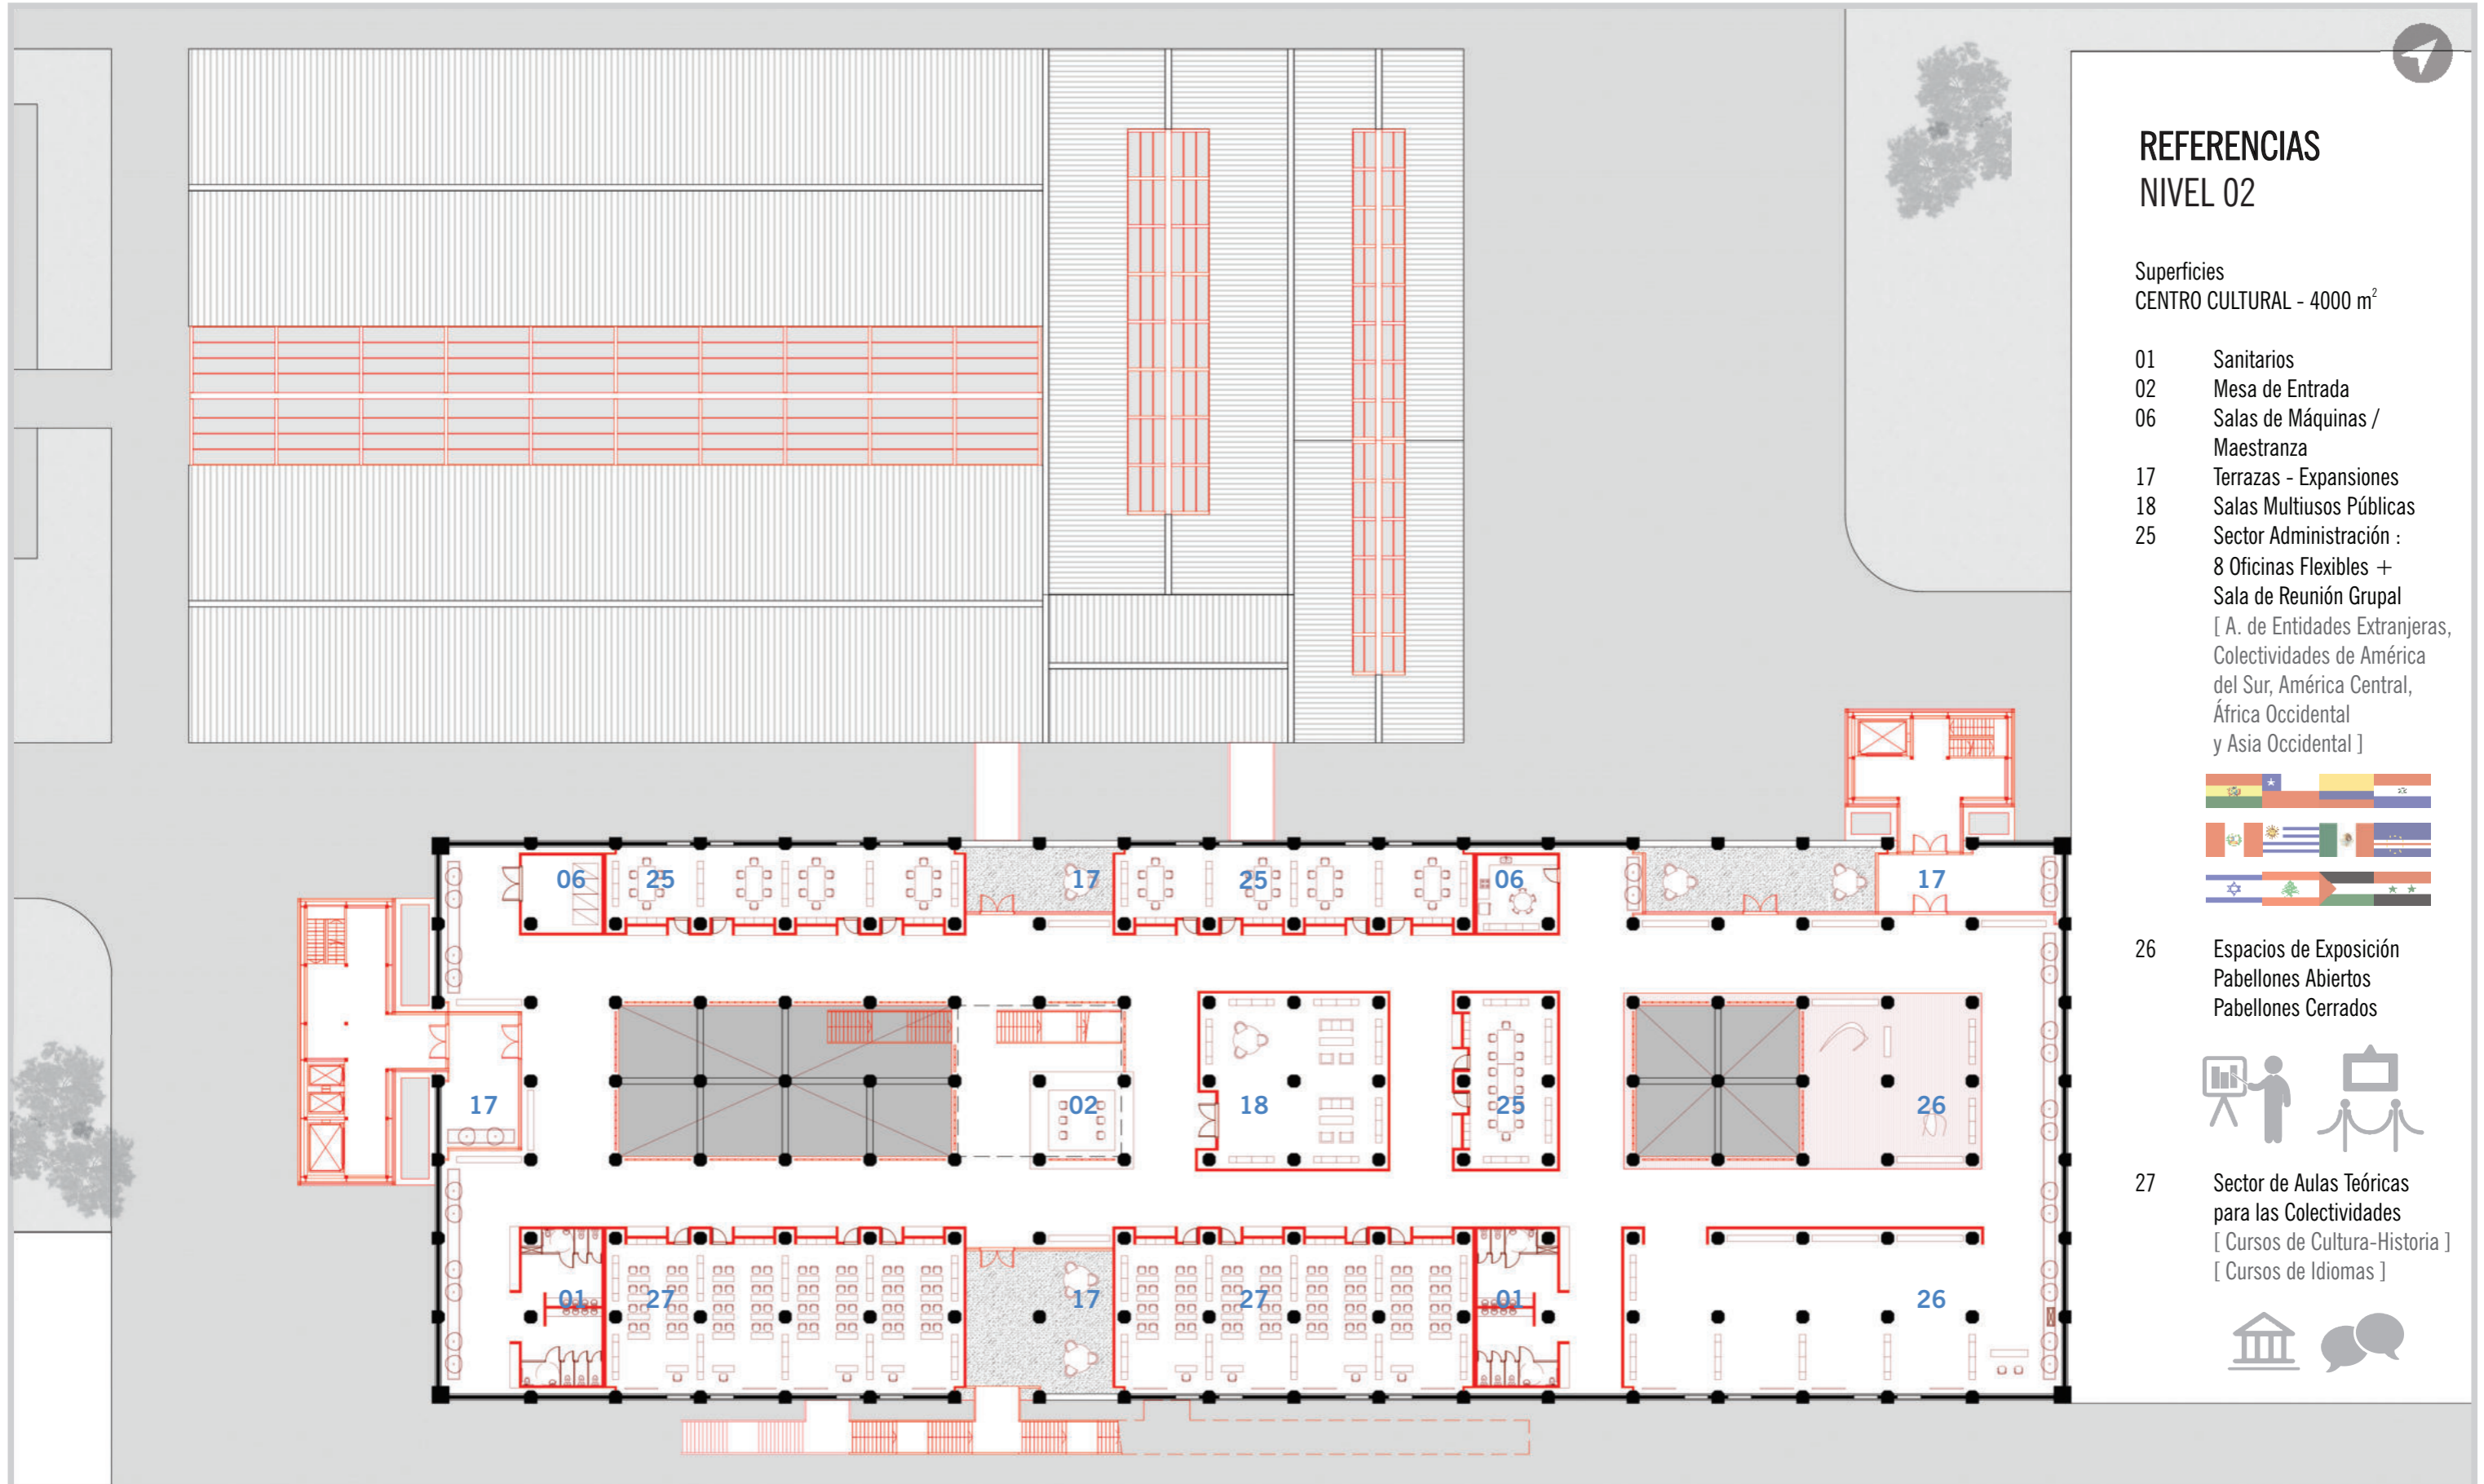 REFERENCIAS
NIVEL 02
Superficies
CENTRO CULTURAL - 4000 m²
01 Sanitarios
02 Mesa de Entrada
06 Salas de Máquinas /
Maestranza
17 Terrazas - Expansiones
18 Salas Multiusos Públicas
25 Sector Administración :
8 Oficinas Flexibles +
Sala de Reunión Grupal
[ A. de Entidades Extranjeras,
Colectividades de América
del Sur, América Central,
África Occidental
y Asia Occidental ]
26 Espacios de Exposición
Pabellones Abiertos
Pabellones Cerrados
27 Sector de Aulas Teóricas
para las Colectividades
[ Cursos de Cultura-Historia ]
[ Cursos de Idiomas ]
06 25 17 25 06 17
17 02 18 25 26
01 27 17 27 01 26